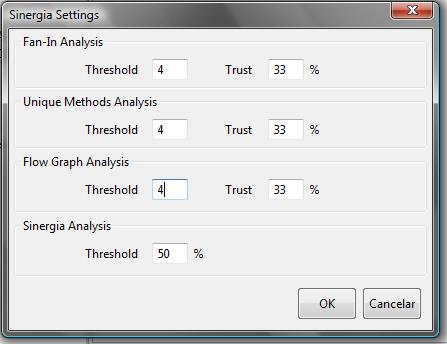 Sinergia Settings
Fan-In Analysis
Threshold 4 Trust 33 %
Unique Methods Analysis
Threshold 4 Trust 33 %
Flow Graph Analysis
Threshold 4 Trust 33 %
Sinergia Analysis
Threshold 50 %
OK Cancelar